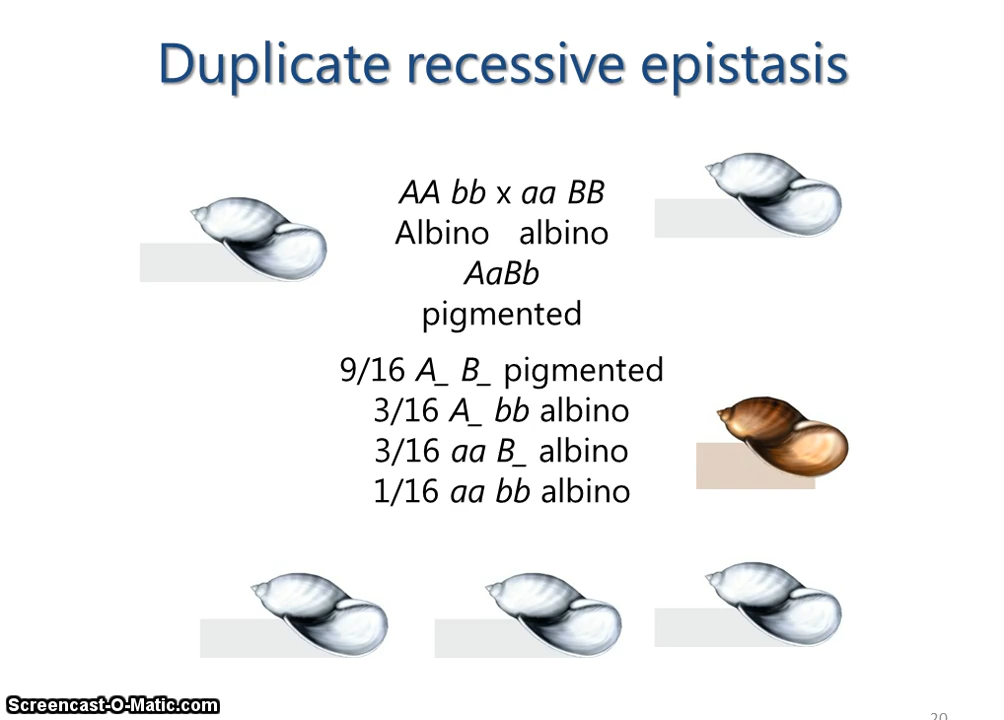 Duplicate recessive epistasis
AA bb x aa BB
Albino albino
AaBb
pigmented
9/16 A_ B_ pigmented
3/16 A_ bb albino
3/16 aa B_ albino
1/16 aa bb albino
Screencast-O-Matic.com
20